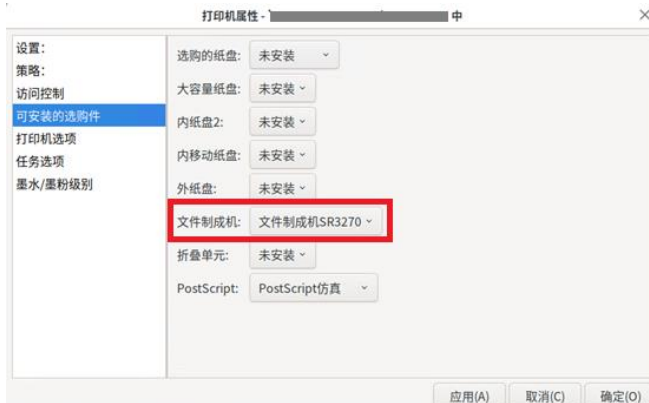 打印机属性 - 中
设置:
策略:
访问控制
可安装的选购件
打印机选项
任务选项
墨水/墨粉级别
选购的纸盘: 未安装
大容量纸盘: 未安装
内纸盘2: 未安装
内移动纸盘: 未安装
外纸盘: 未安装
文件制成机: 文件制成机SR3270
折叠单元: 未安装
PostScript: PostScript仿真
应用(A) 取消(C) 确定(O)